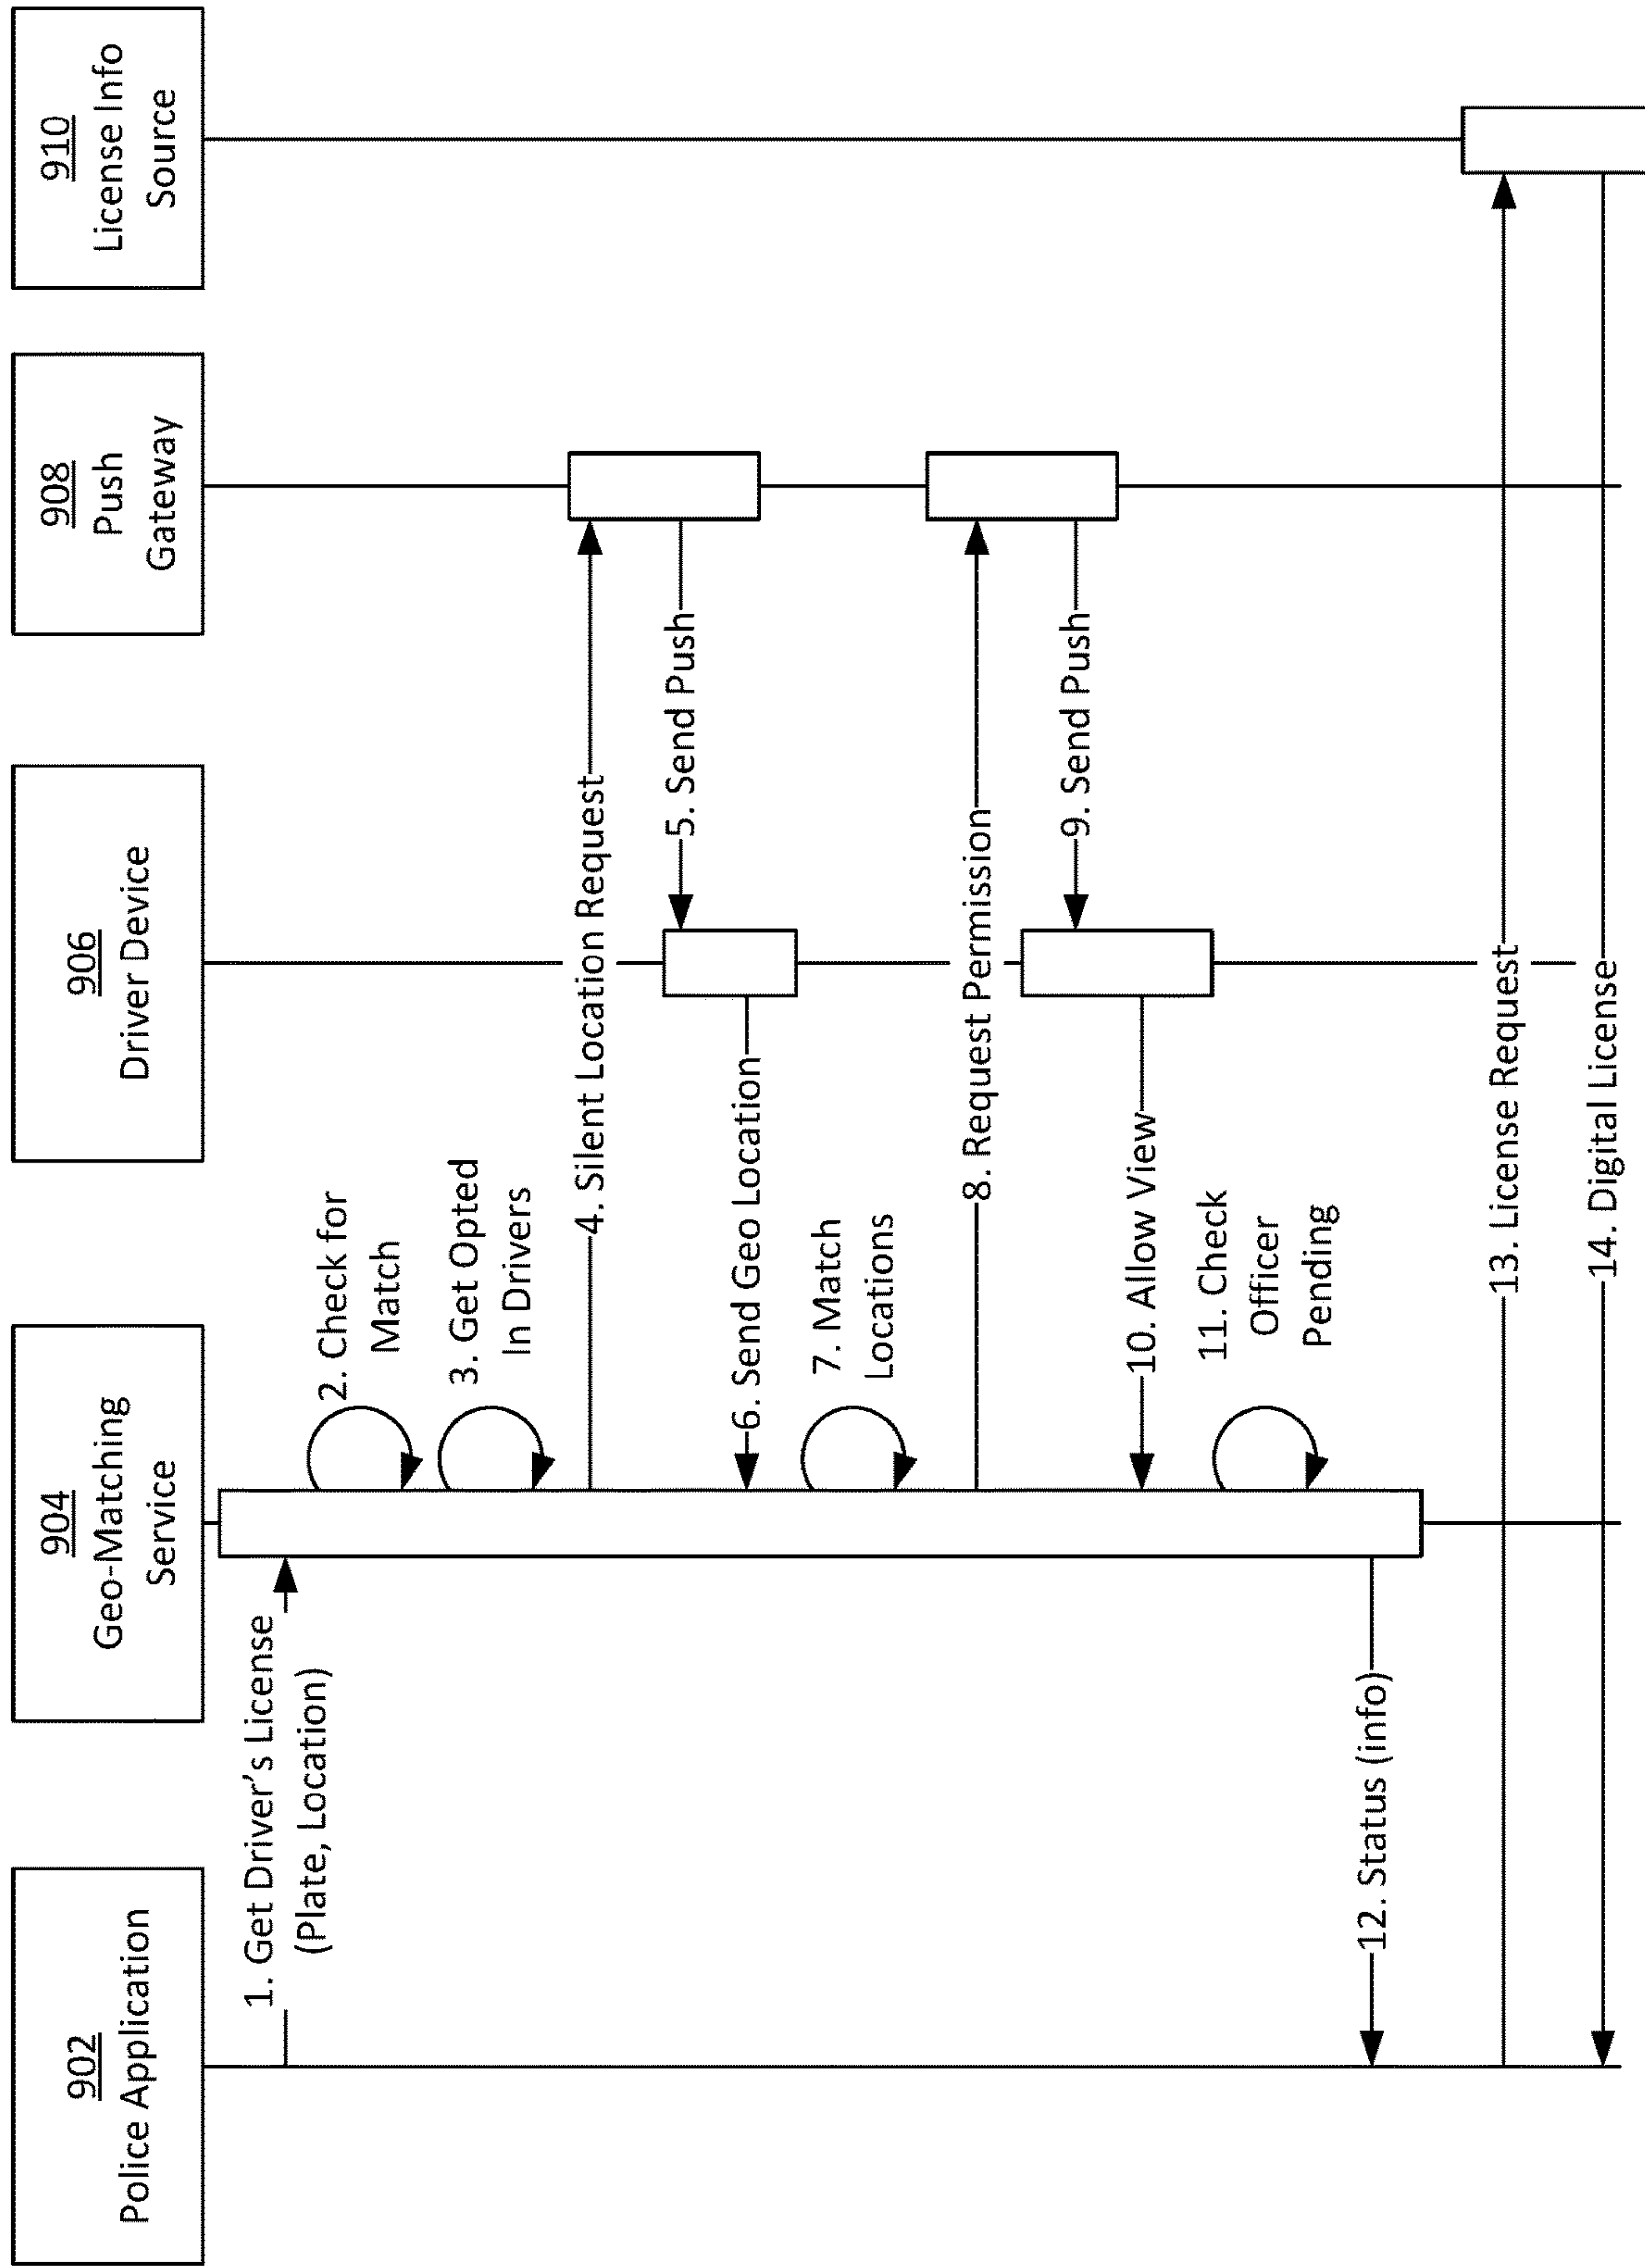 902
Police Application
904
Geo-Matching
Service
906
Driver Device
908
Push
Gateway
910
License Info
Source
1. Get Driver's License
(Plate, Location)
2. Check for
Match
3. Get Opted
In Drivers
4. Silent Location Request
5. Send Push
6. Send Geo Location
7. Match
Locations
8. Request Permission
9. Send Push
10. Allow View
11. Check
Officer
Pending
12. Status (info)
13. License Request
14. Digital License